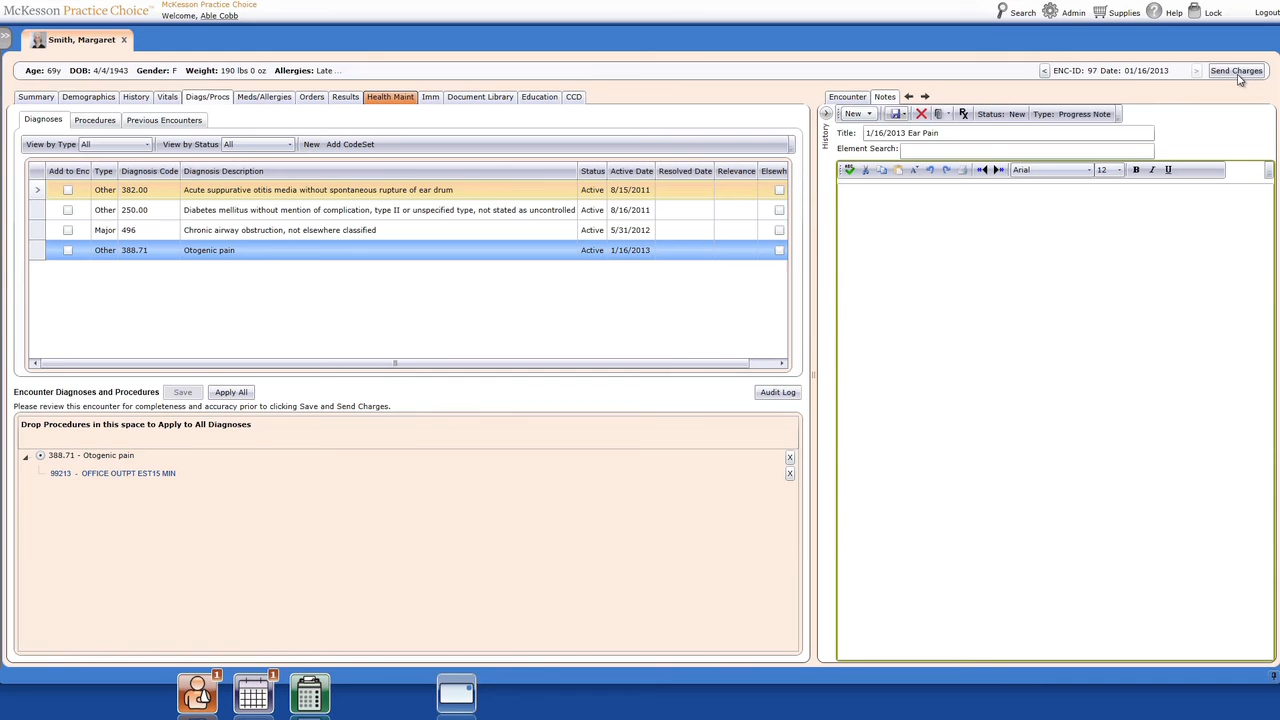 McKesson Practice Choice™
McKesson Practice Choice
Welcome, Able Cobb
Search Admin Supplies Help Lock Logout
>>
Smith, Margaret X
Age: 69y DOB: 4/4/1943 Gender: F Weight: 190 lbs 0 oz Allergies: Late ...
< ENC-ID: 97 Date: 01/16/2013 > Send Charges
Summary Demographics History Vitals Diags/Procs Meds/Allergies Orders Results Health Maint Imm Document Library Education CCD
Diagnoses Procedures Previous Encounters
View by Type All View by Status All New Add CodeSet
Add to Enc Type Diagnosis Code Diagnosis Description Status Active Date Resolved Date Relevance Elsewh
> Other 382.00 Acute suppurative otitis media without spontaneous rupture of ear drum Active 8/15/2011
Other 250.00 Diabetes mellitus without mention of complication, type II or unspecified type, not stated as uncontrolled Active 8/16/2011
Major 496 Chronic airway obstruction, not elsewhere classified Active 5/31/2012
Other 388.71 Otogenic pain Active 1/16/2013
Encounter Diagnoses and Procedures Save Apply All Audit Log
Please review this encounter for completeness and accuracy prior to clicking Save and Send Charges.
Drop Procedures in this space to Apply to All Diagnoses
388.71 - Otogenic pain X
99213 - OFFICE OUTPT EST15 MIN X
History
Encounter Notes
New Rx Status: New Type: Progress Note
Title: 1/16/2013 Ear Pain
Element Search:
Arial 12 B I U
1
1